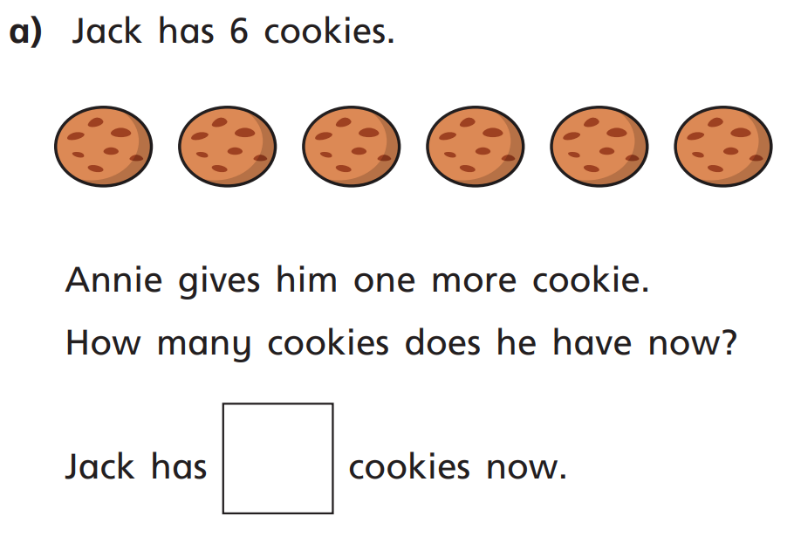 a) Jack has 6 cookies.
Annie gives him one more cookie.
How many cookies does he have now?
Jack has cookies now.